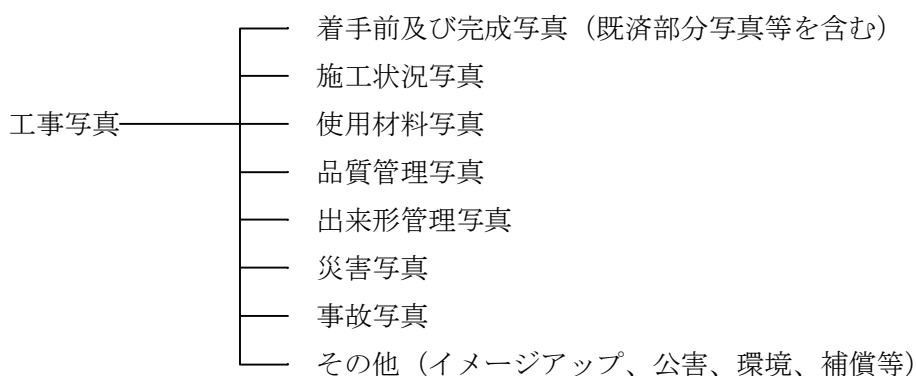 着手前及び完成写真（既済部分写真等を含む）
施工状況写真
工事写真
使用材料写真
品質管理写真
出来形管理写真
災害写真
事故写真
その他（イメージアップ、公害、環境、補償等）